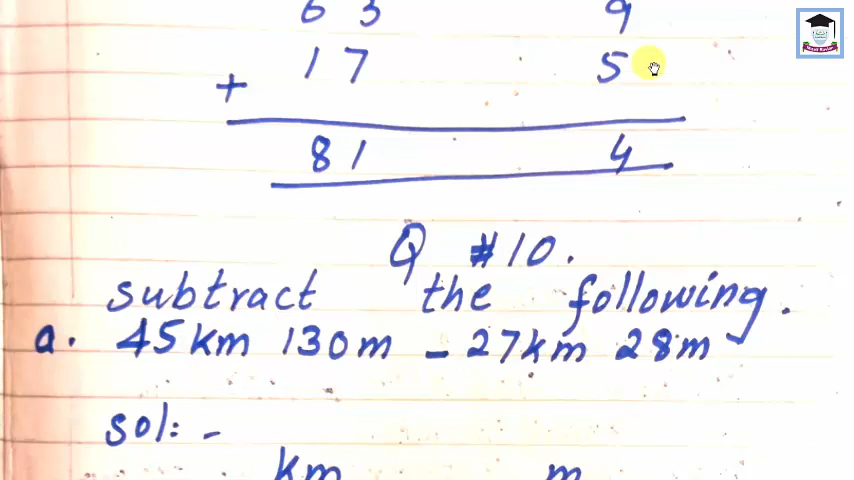 63 9
+ 17 5
81 4
Q #10.
subtract the following.
a. 45km 130m - 27km 28m
sol: -
km m